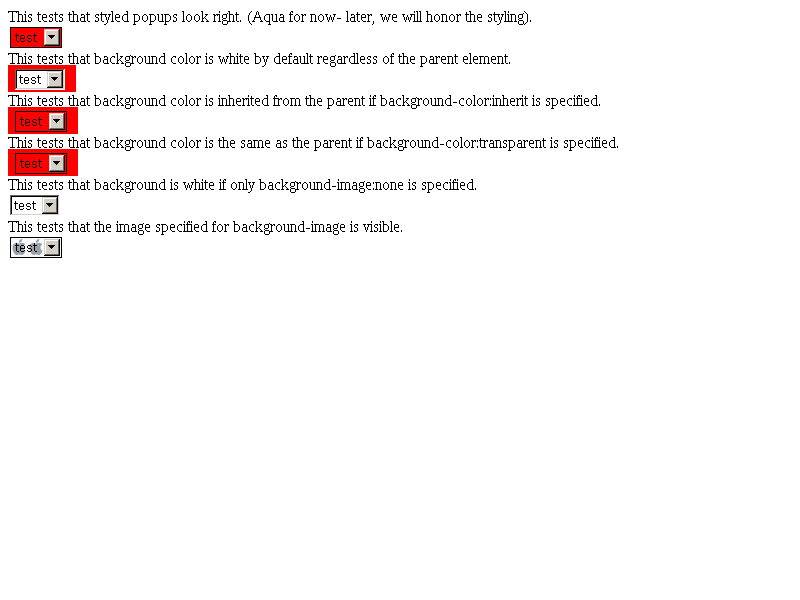 This tests that styled popups look right. (Aqua for now- later, we will honor the styling).
test
This tests that background color is white by default regardless of the parent element.
test
This tests that background color is inherited from the parent if background-color:inherit is specified.
test
This tests that background color is the same as the parent if background-color:transparent is specified.
test
This tests that background is white if only background-image:none is specified.
test
This tests that the image specified for background-image is visible.
test